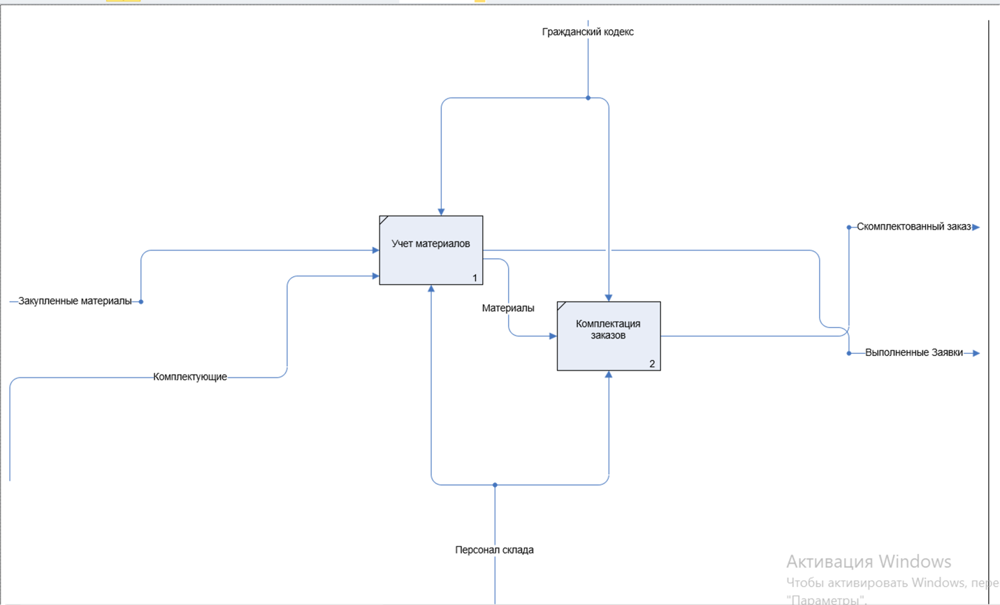 Гражданский кодекс
Скомплектованный заказ
Учет материалов
1
Закупленные материалы
Материалы
Комплектация
заказов
2
Выполненные Заявки
Комплектующие
Персонал склада
Активация Windows
Чтобы активировать Windows, пере
"Параметры".